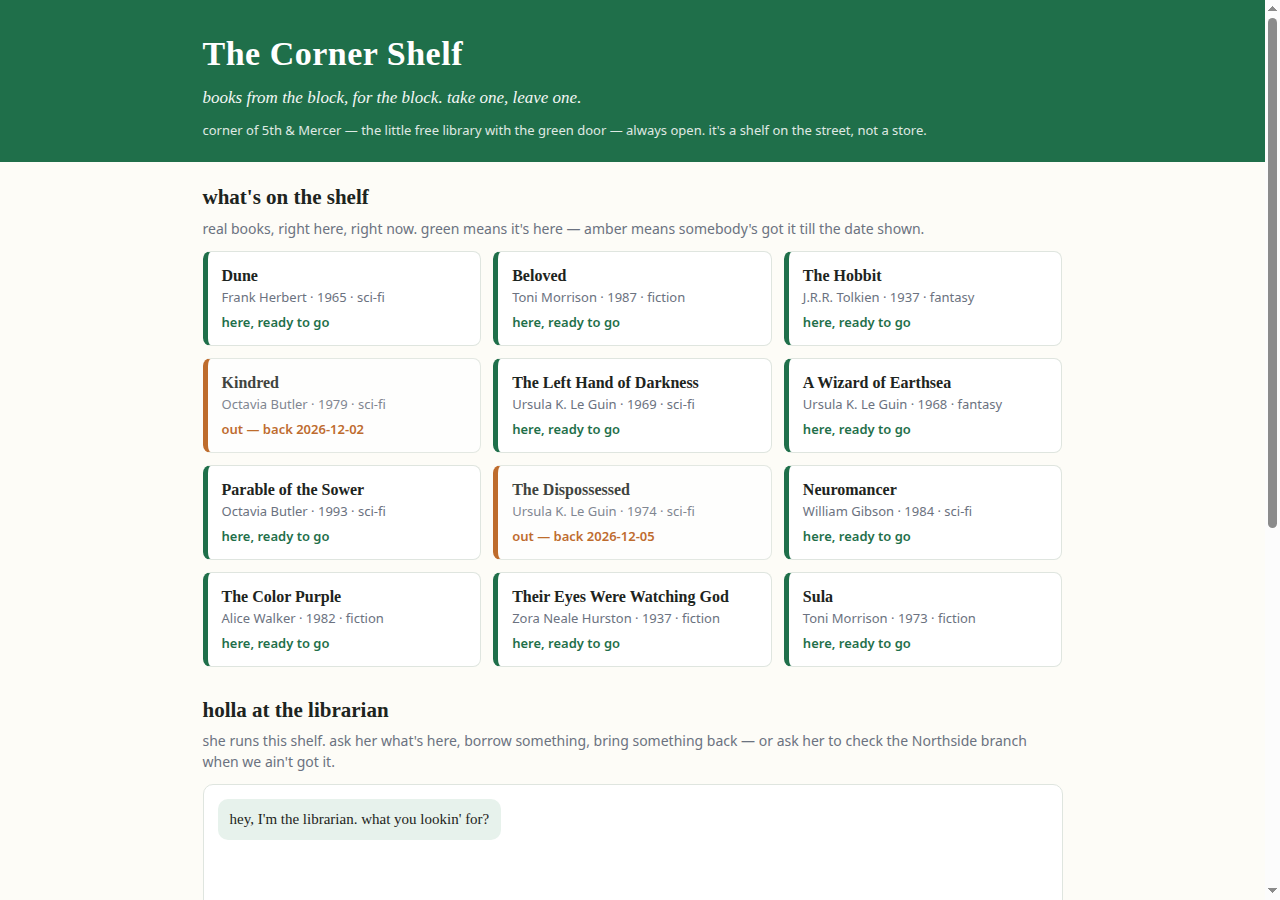 The Corner Shelf
books from the block, for the block. take one, leave one.
corner of 5th & Mercer — the little free library with the green door — always open. it's a shelf on the street, not a store.
what's on the shelf
real books, right here, right now. green means it's here — amber means somebody's got it till the date shown.
Dune
Frank Herbert · 1965 · sci-fi
here, ready to go
Beloved
Toni Morrison · 1987 · fiction
here, ready to go
The Hobbit
J.R.R. Tolkien · 1937 · fantasy
here, ready to go
Kindred
Octavia Butler · 1979 · sci-fi
out — back 2026-12-02
The Left Hand of Darkness
Ursula K. Le Guin · 1969 · sci-fi
here, ready to go
A Wizard of Earthsea
Ursula K. Le Guin · 1968 · fantasy
here, ready to go
Parable of the Sower
Octavia Butler · 1993 · sci-fi
here, ready to go
The Dispossessed
Ursula K. Le Guin · 1974 · sci-fi
out — back 2026-12-05
Neuromancer
William Gibson · 1984 · sci-fi
here, ready to go
The Color Purple
Alice Walker · 1982 · fiction
here, ready to go
Their Eyes Were Watching God
Zora Neale Hurston · 1937 · fiction
here, ready to go
Sula
Toni Morrison · 1973 · fiction
here, ready to go
holla at the librarian
she runs this shelf. ask her what's here, borrow something, bring something back — or ask her to check the Northside branch
when we ain't got it.
hey, I'm the librarian. what you lookin' for?